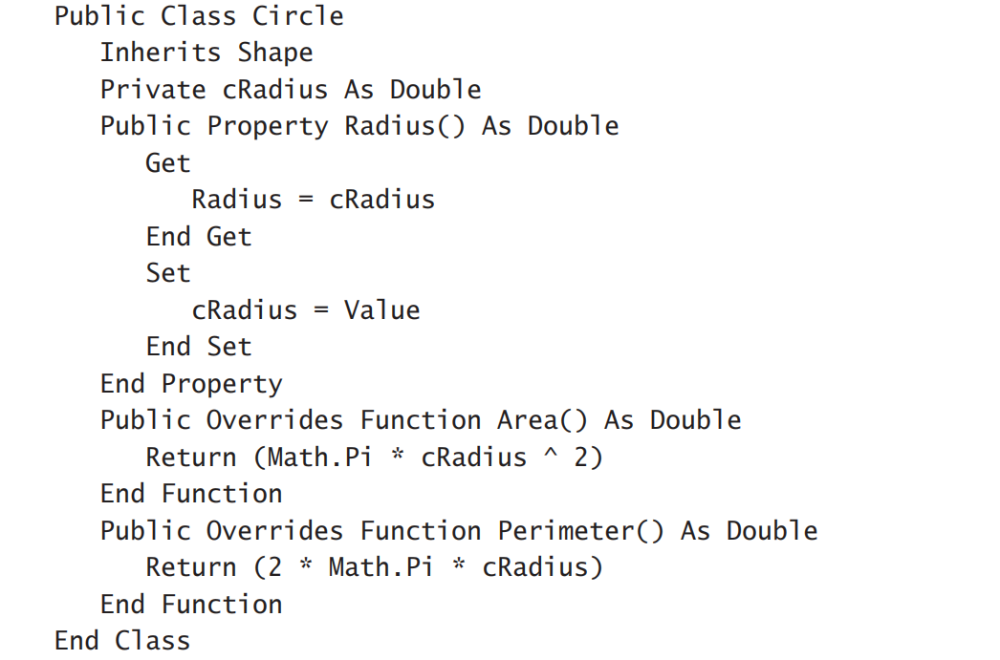 Public Class Circle
   Inherits Shape
   Private cRadius As Double
   Public Property Radius() As Double
      Get
         Radius = cRadius
      End Get
      Set
         cRadius = Value
      End Set
   End Property
   Public Overrides Function Area() As Double
      Return (Math.Pi * cRadius ^ 2)
   End Function
   Public Overrides Function Perimeter() As Double
      Return (2 * Math.Pi * cRadius)
   End Function
End Class